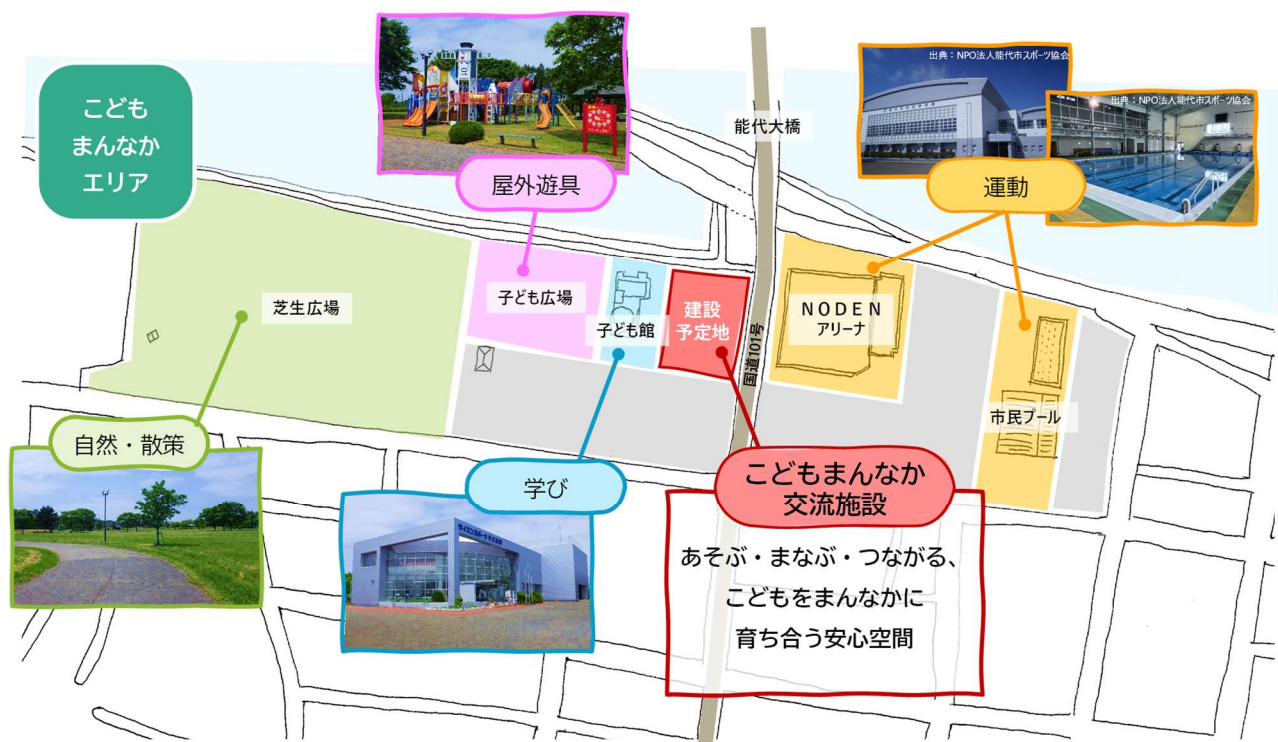 こども
まんなか
エリア
屋外遊具
能代大橋
出典：NPO法人能代市スポーツ協会
出典：NPO法人能代市スポーツ協会
運動
芝生広場
子ども広場
子ども館
建設
予定地
国道101号
NODEN
アリーナ
市民プール
自然・散策
学び
こどもまんなか
交流施設
あそぶ・まなぶ・つながる、
こどもをまんなかに
育ち合う安心空間